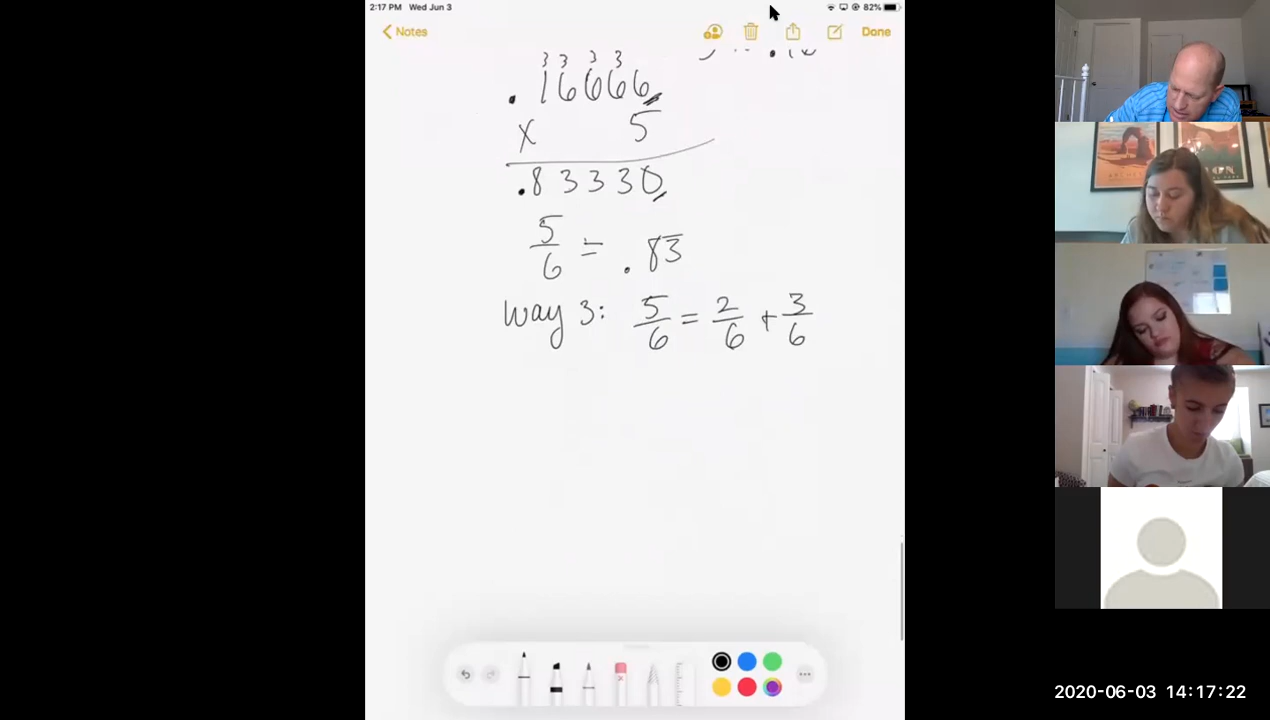 2:17 PM Wed Jun 3 82%
Notes Done
3 3 3 3
.16666
x 5
.83330
5/6 = .83̅
Way 3: 5/6 = 2/6 + 3/6
2020-06-03 14:17:22